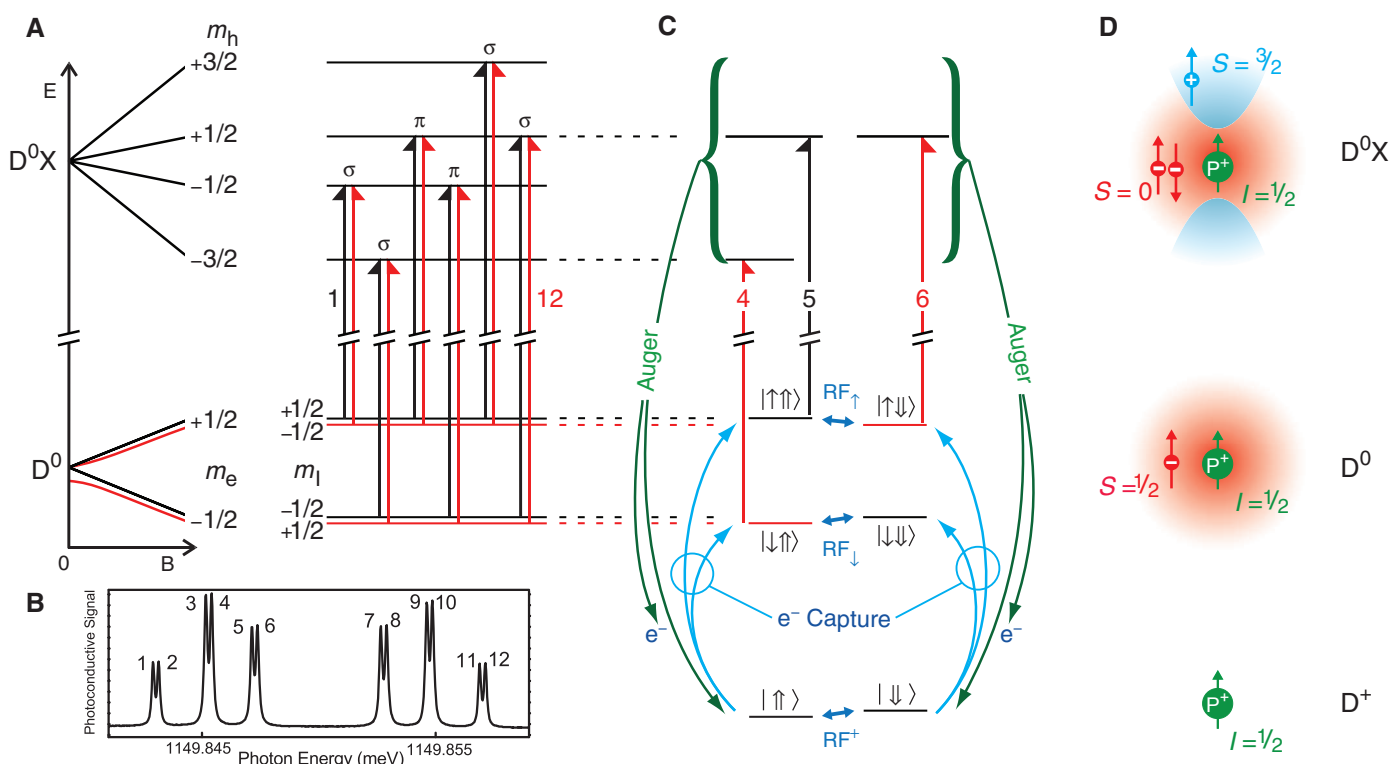 A
E
D⁰X
m_h
+3/2
+1/2
−1/2
−3/2
D⁰
+1/2
−1/2
m_e
0
B
σ
σ
π
π
σ
σ
1
12
+1/2
−1/2
m_I
−1/2
+1/2
B
Photoconductive Signal
1 2
3 4
5 6
7 8
9 10
11 12
1149.845
1149.855
Photon Energy (meV)
C
4
5
6
Auger
Auger
|↑⇑⟩
RF↑
|↑⇓⟩
|↓⇑⟩
RF↓
|↓⇓⟩
e⁻ Capture
e⁻
e⁻
|⇑⟩
RF⁺
|⇓⟩
D
S = 3/2
P⁺
S = 0
I = 1/2
D⁰X
P⁺
S = 1/2
I = 1/2
D⁰
P⁺
I = 1/2
D⁺